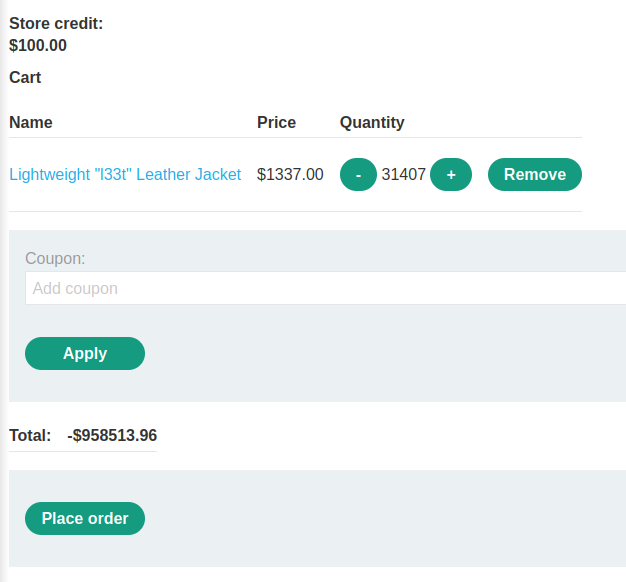 Store credit:
$100.00
Cart
Name Price Quantity
Lightweight "l33t" Leather Jacket $1337.00 - 31407 + Remove
Coupon:
Add coupon
Apply
Total: -$958513.96
Place order